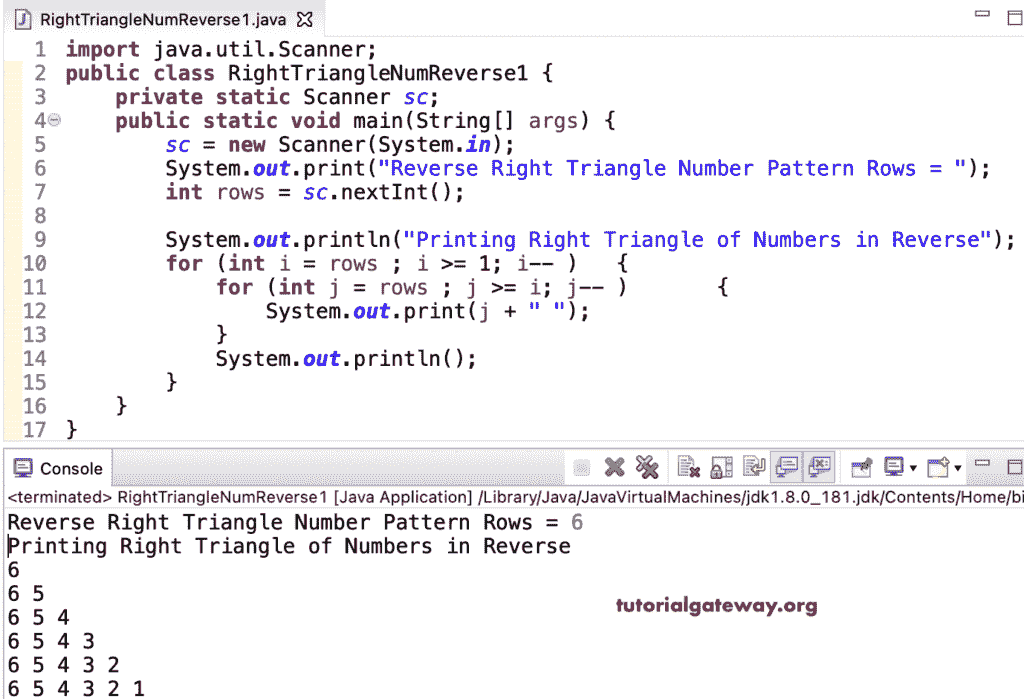 RightTriangleNumReverse1.java
1 import java.util.Scanner;
2 public class RightTriangleNumReverse1 {
3 private static Scanner sc;
4 public static void main(String[] args) {
5 sc = new Scanner(System.in);
6 System.out.print("Reverse Right Triangle Number Pattern Rows = ");
7 int rows = sc.nextInt();
8
9 System.out.println("Printing Right Triangle of Numbers in Reverse");
10 for (int i = rows ; i >= 1; i-- ) {
11 for (int j = rows ; j >= i; j-- ) {
12 System.out.print(j + " ");
13 }
14 System.out.println();
15 }
16 }
17 }
Console
<terminated> RightTriangleNumReverse1 [Java Application] /Library/Java/JavaVirtualMachines/jdk1.8.0_181.jdk/Contents/Home/bi
Reverse Right Triangle Number Pattern Rows = 6
Printing Right Triangle of Numbers in Reverse
6
6 5
6 5 4
6 5 4 3
6 5 4 3 2
6 5 4 3 2 1
tutorialgateway.org